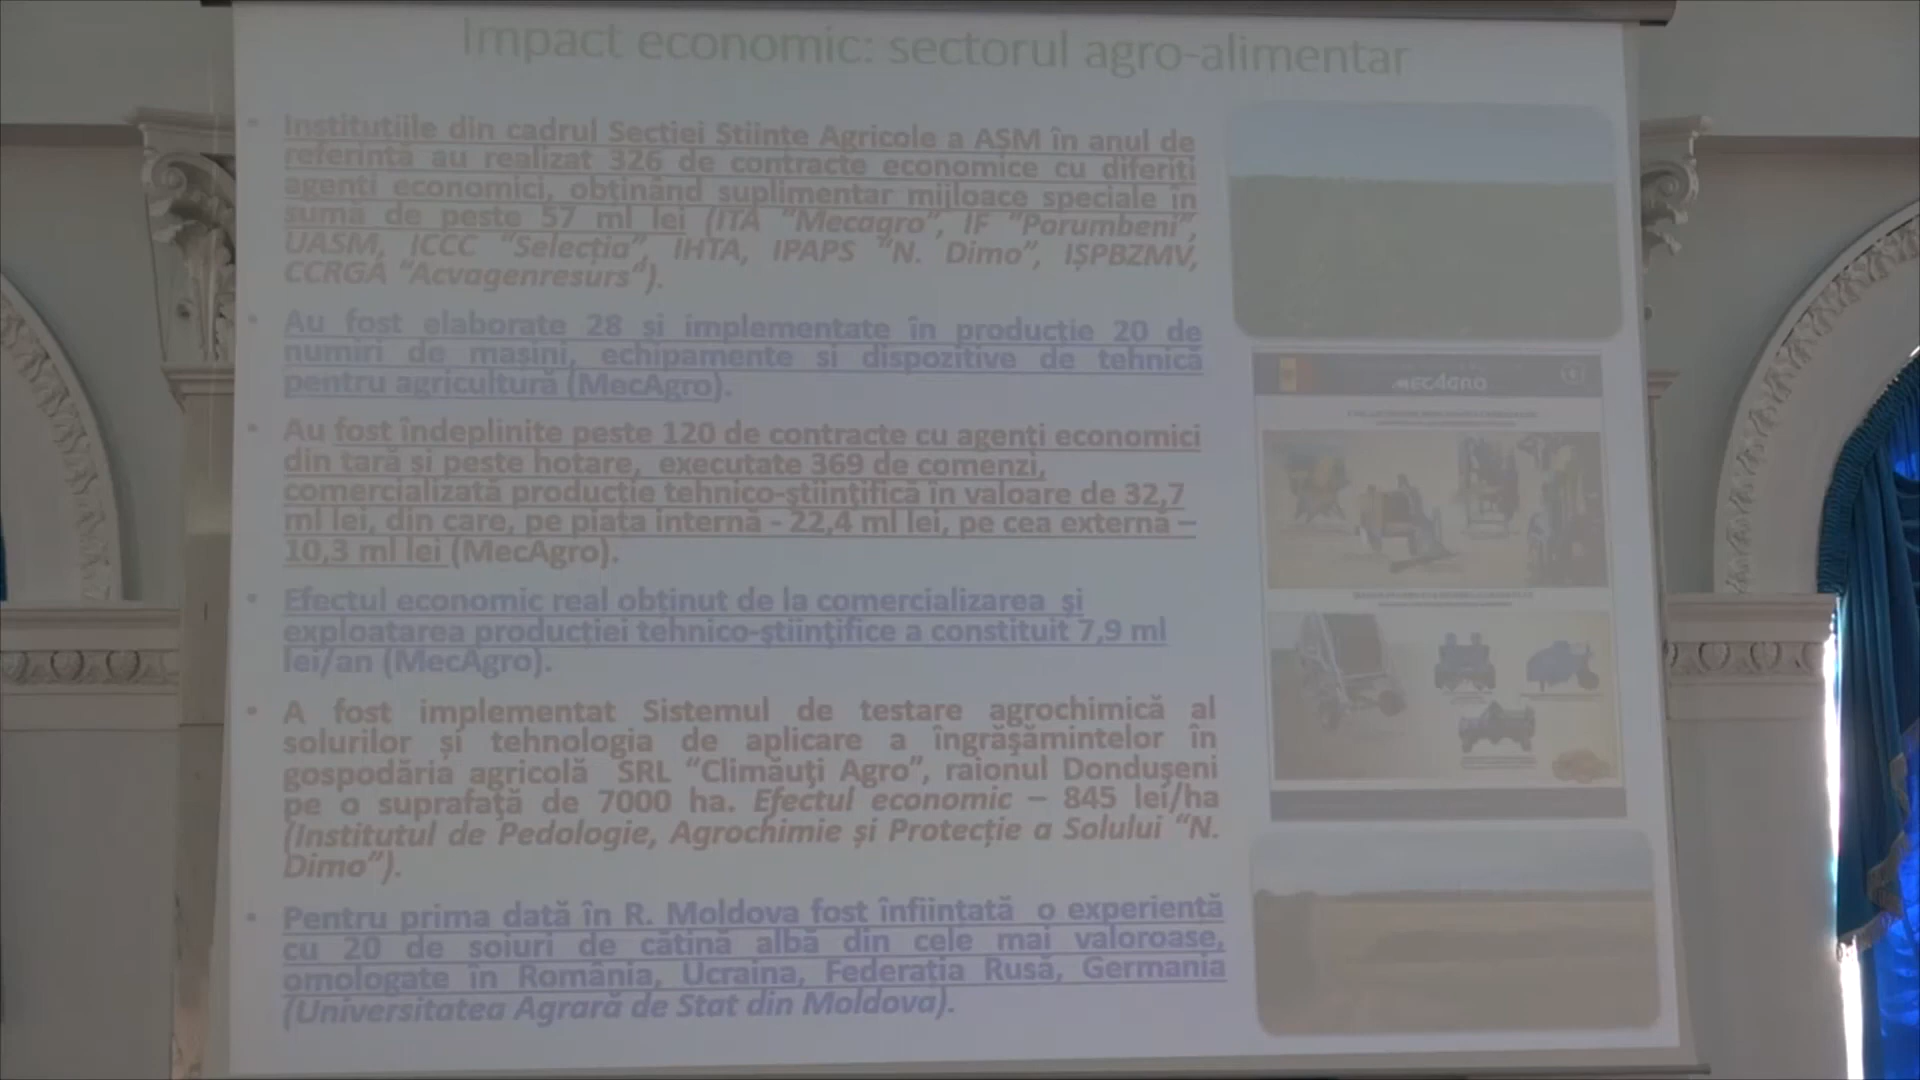 Impact economic: sectorul agro-alimentar
• Instituțiile din cadrul Secției Științe Agricole a AȘM în anul de
referință au realizat 326 de contracte economice cu diferiți
agenți economici, obținând suplimentar mijloace speciale în
sumă de peste 57 ml lei (ITA “Mecagro”, IF “Porumbeni”,
UASM, ICCC “Selecția”, IHTA, IPAPS “N. Dimo”, IȘPBZMV,
CCRGA “Acvagenresurs”).
• Au fost elaborate 28 și implementate în producție 20 de
numiri de mașini, echipamente si dispozitive de tehnică
pentru agricultură (MecAgro).
• Au fost îndeplinite peste 120 de contracte cu agenți economici
din țară și peste hotare, executate 369 de comenzi,
comercializată producție tehnico-științifică în valoare de 32,7
ml lei, din care, pe piața internă - 22,4 ml lei, pe cea externă –
10,3 ml lei (MecAgro).
• Efectul economic real obținut de la comercializarea și
exploatarea producției tehnico-științifice a constituit 7,9 ml
lei/an (MecAgro).
• A fost implementat Sistemul de testare agrochimică al
solurilor și tehnologia de aplicare a îngrășămintelor în
gospodăria agricolă SRL “Climăuți Agro”, raionul Dondușeni
pe o suprafață de 7000 ha. Efectul economic – 845 lei/ha
(Institutul de Pedologie, Agrochimie și Protecție a Solului “N.
Dimo”).
• Pentru prima dată în R. Moldova fost înființată o experiență
cu 20 de soiuri de cătină albă din cele mai valoroase,
omologate în România, Ucraina, Federația Rusă, Germania
(Universitatea Agrară de Stat din Moldova).
MECAGRO